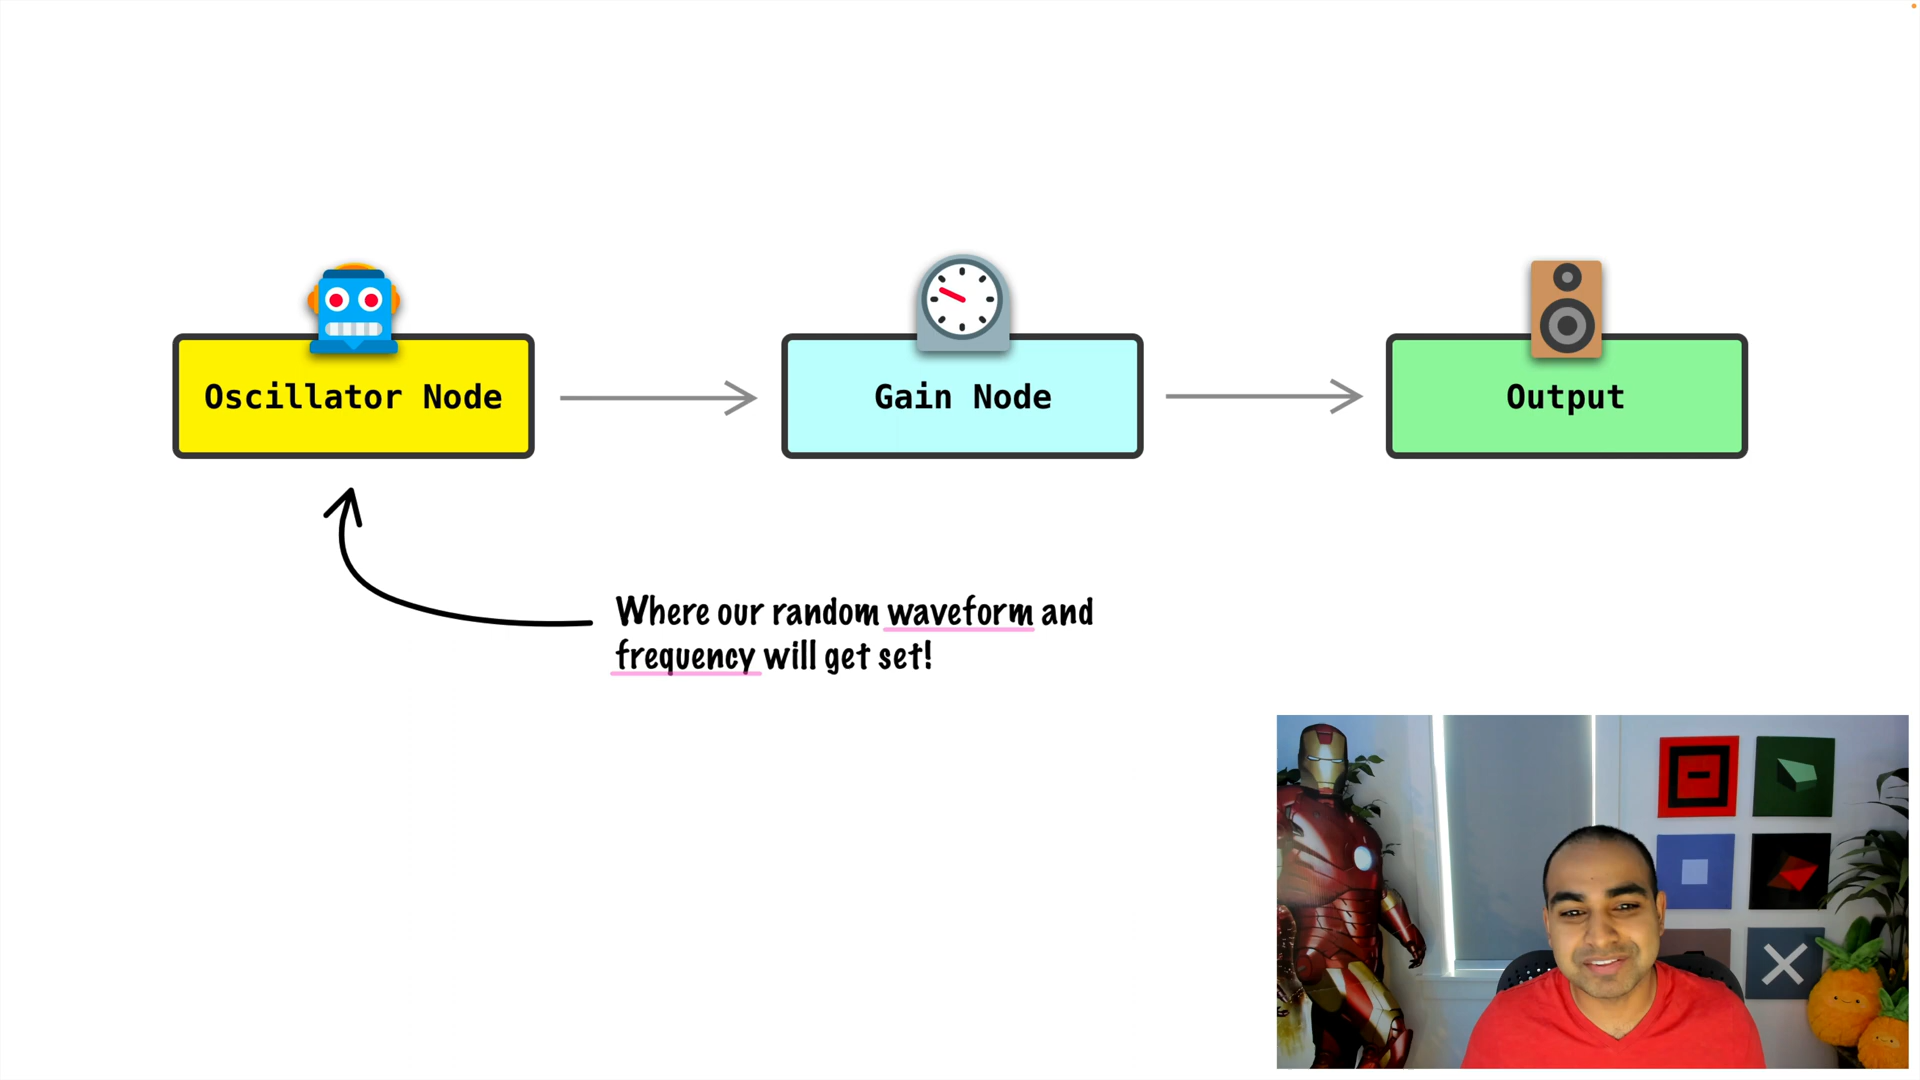 Oscillator Node
Gain Node
Output
Where our random waveform and
frequency will get set!